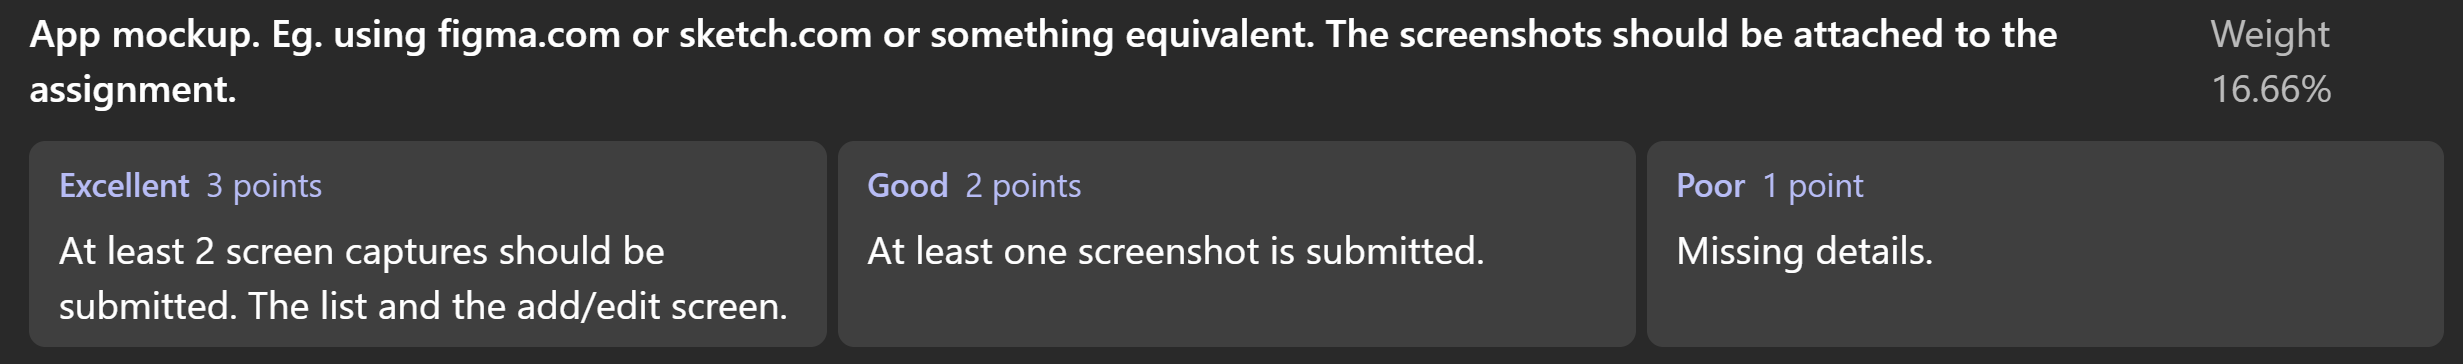 App mockup. Eg. using figma.com or sketch.com or something equivalent. The screenshots should be attached to the
assignment.
Weight
16.66%
Excellent 3 points
At least 2 screen captures should be
submitted. The list and the add/edit screen.
Good 2 points
At least one screenshot is submitted.
Poor 1 point
Missing details.